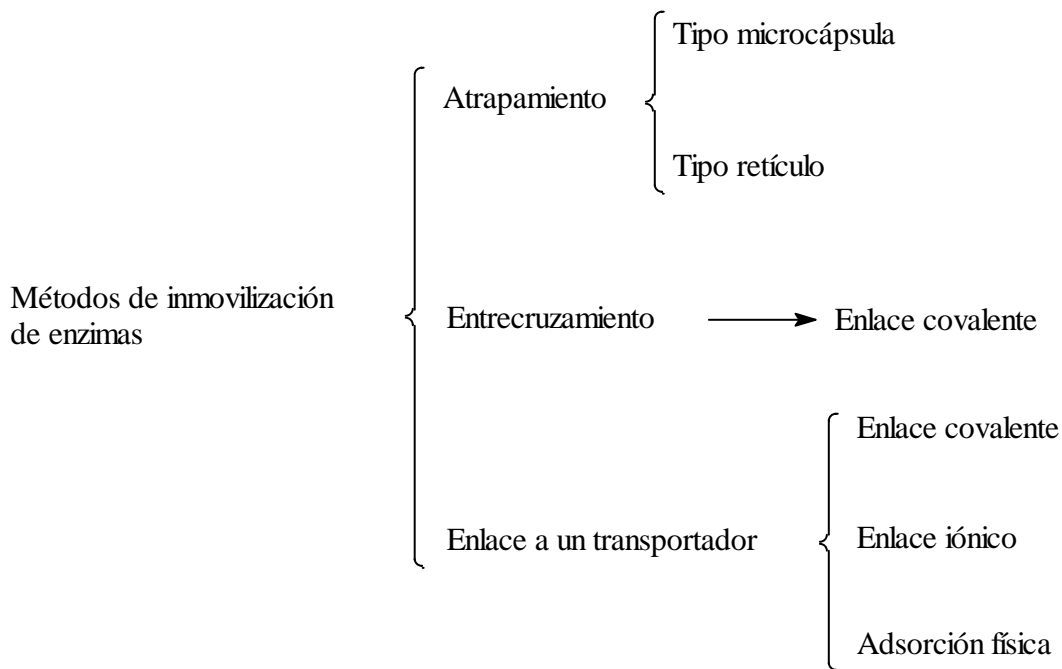 Tipo microcápsula
Atrapamiento
Tipo retículo
Métodos de inmovilización
de enzimas
Entrecruzamiento
Enlace covalente
Enlace covalente
Enlace a un transportador
Enlace iónico
Adsorción física